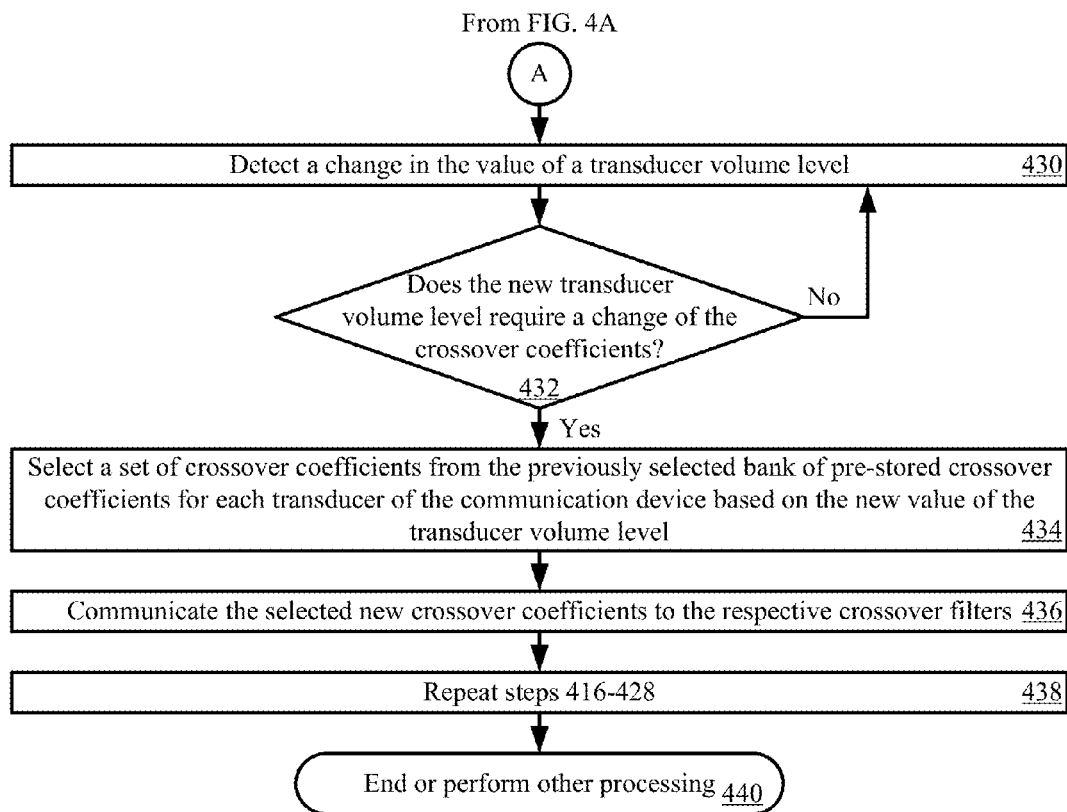 From FIG. 4A
A
Detect a change in the value of a transducer volume level 430
Does the new transducer
volume level require a change of the
crossover coefficients?
432
No
Yes
Select a set of crossover coefficients from the previously selected bank of pre-stored crossover
coefficients for each transducer of the communication device based on the new value of the
transducer volume level 434
Communicate the selected new crossover coefficients to the respective crossover filters 436
Repeat steps 416-428 438
End or perform other processing 440